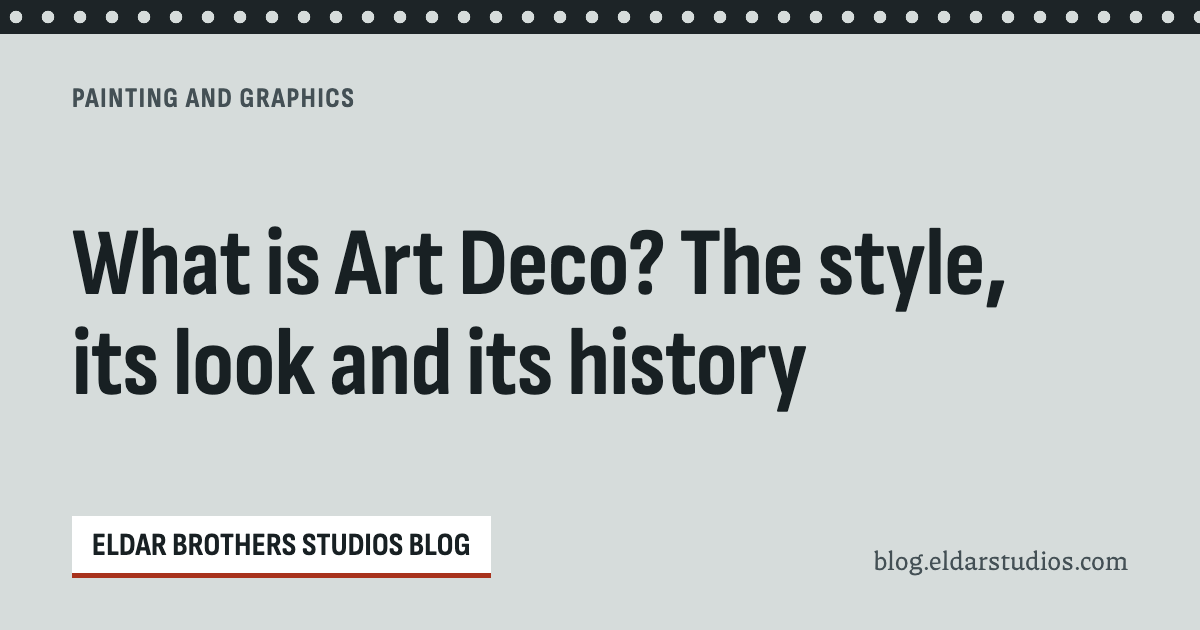 PAINTING AND GRAPHICS
What is Art Deco? The style,
its look and its history
ELDAR BROTHERS STUDIOS BLOG
blog.eldarstudios.com